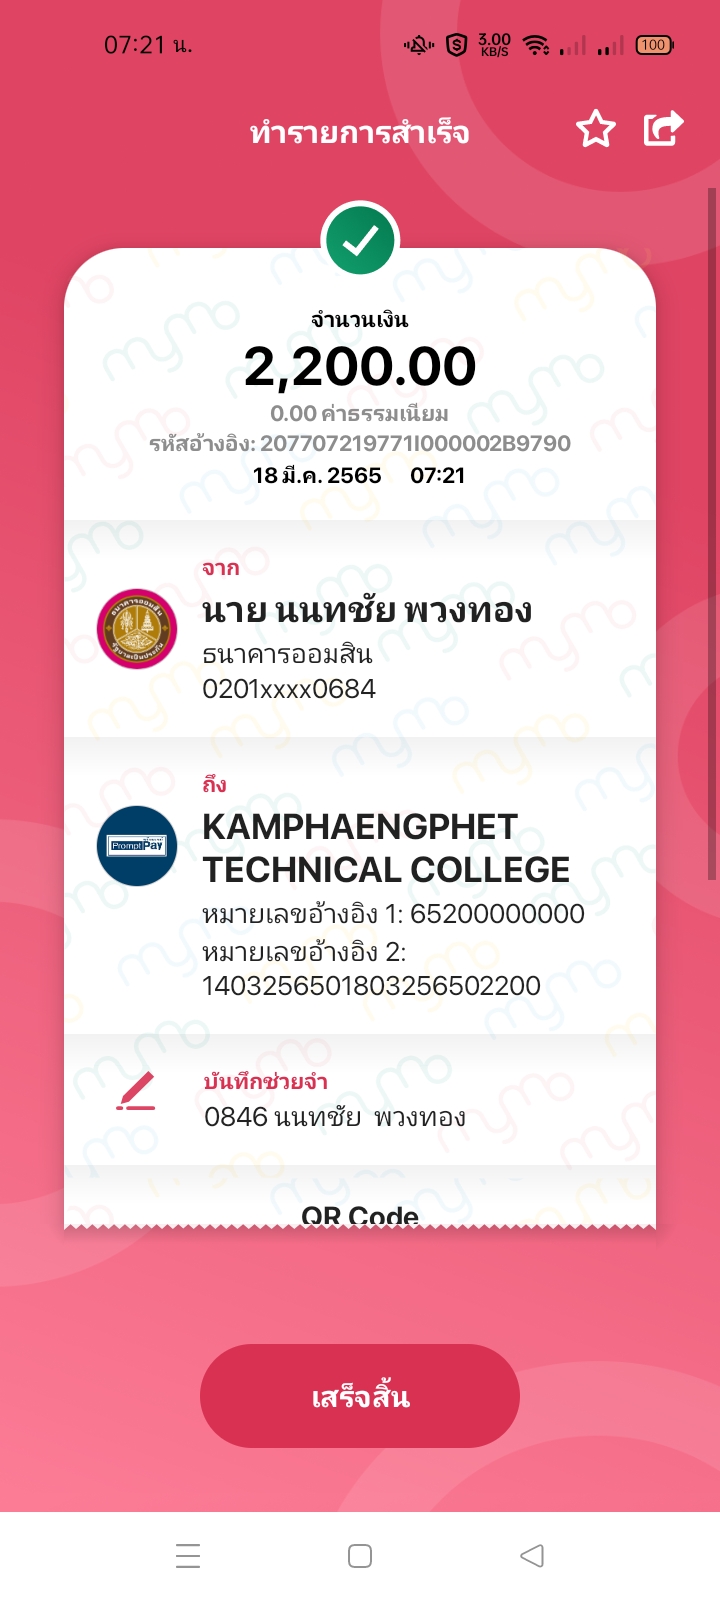 07:21 น.
3.00
KB/S
100
ทำรายการสำเร็จ
จำนวนเงิน
2,200.00
0.00 ค่าธรรมเนียม
รหัสอ้างอิง: 207707219771I000002B9790
18 มี.ค. 2565 07:21
จาก
นาย นนทชัย พวงทอง
ธนาคารออมสิน
0201xxxx0684
ถึง
PromptPay
KAMPHAENGPHET
TECHNICAL COLLEGE
หมายเลขอ้างอิง 1: 65200000000
หมายเลขอ้างอิง 2:
1403256501803256502200
บันทึกช่วยจำ
0846 นนทชัย พวงทอง
QR Code
เสร็จสิ้น